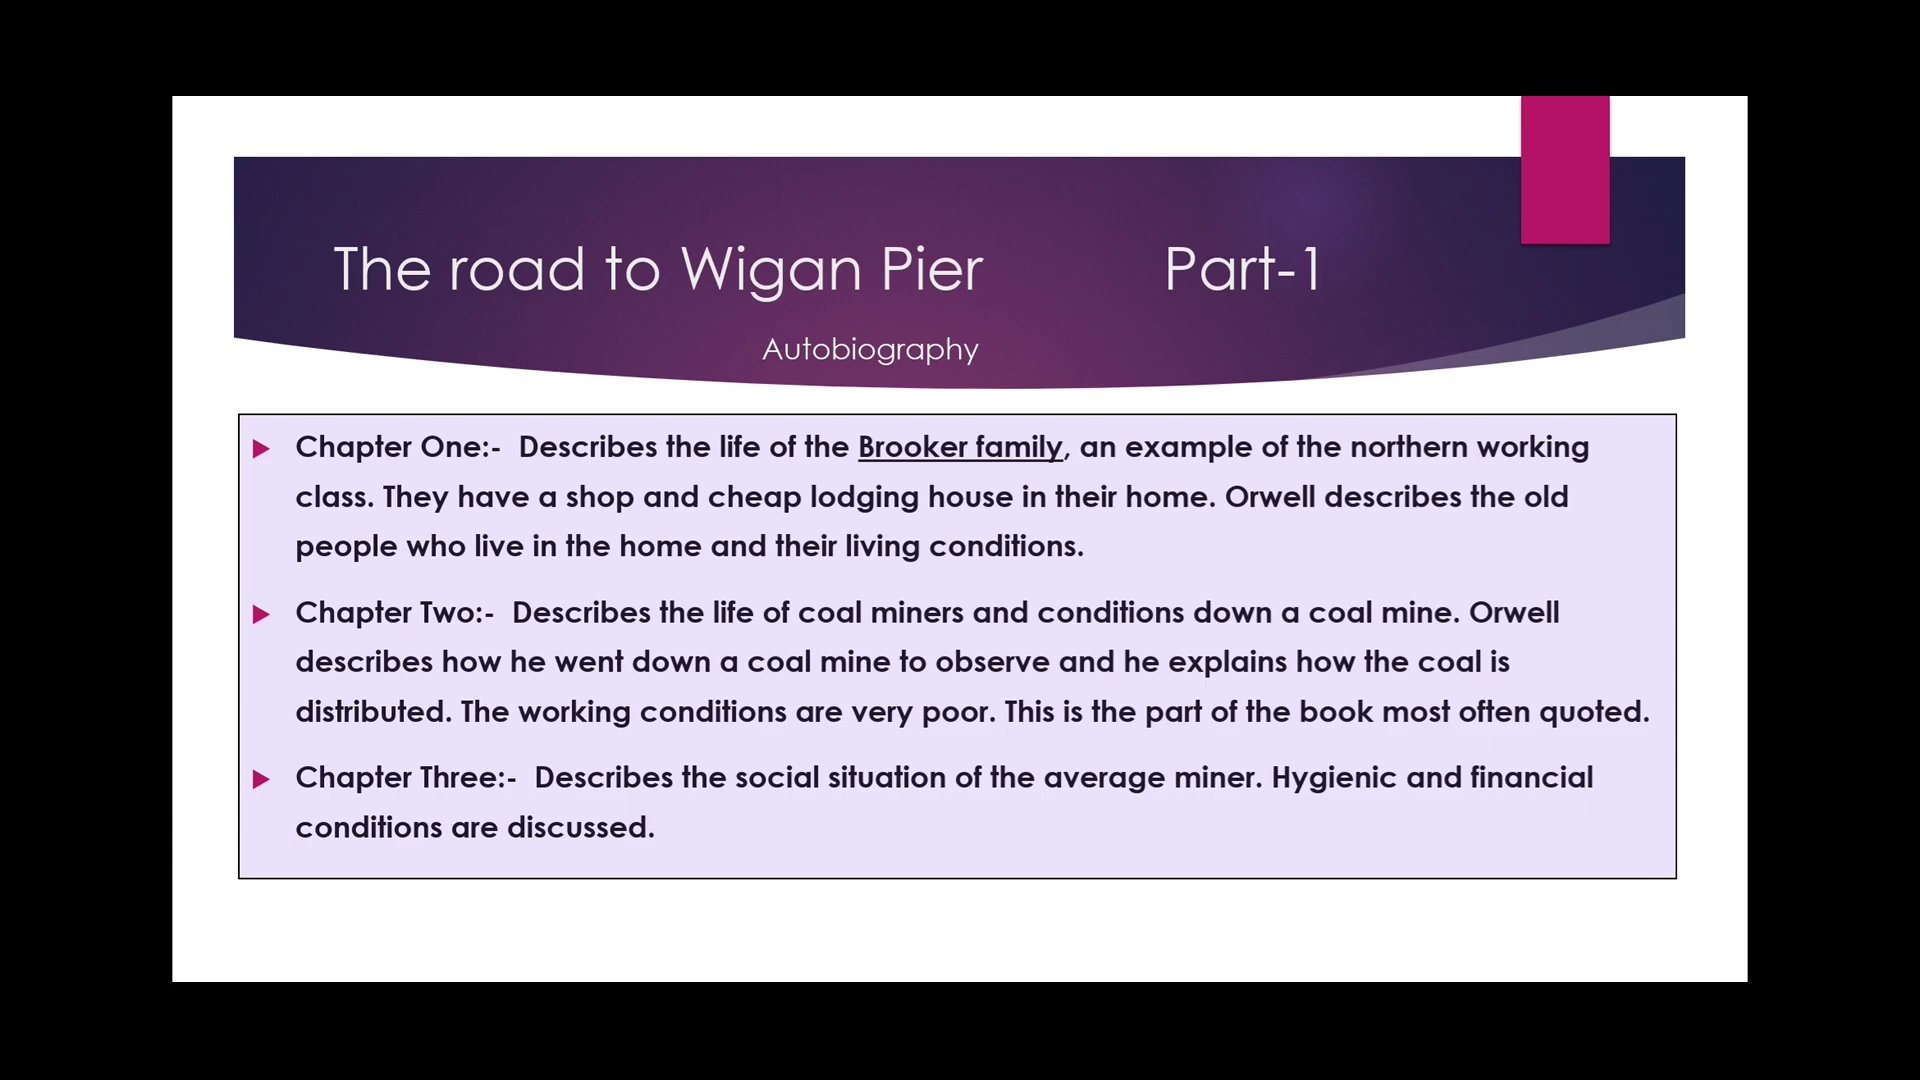 The road to Wigan Pier Part-1
Autobiography
Chapter One:- Describes the life of the Brooker family, an example of the northern working
class. They have a shop and cheap lodging house in their home. Orwell describes the old
people who live in the home and their living conditions.
Chapter Two:- Describes the life of coal miners and conditions down a coal mine. Orwell
describes how he went down a coal mine to observe and he explains how the coal is
distributed. The working conditions are very poor. This is the part of the book most often quoted.
Chapter Three:- Describes the social situation of the average miner. Hygienic and financial
conditions are discussed.